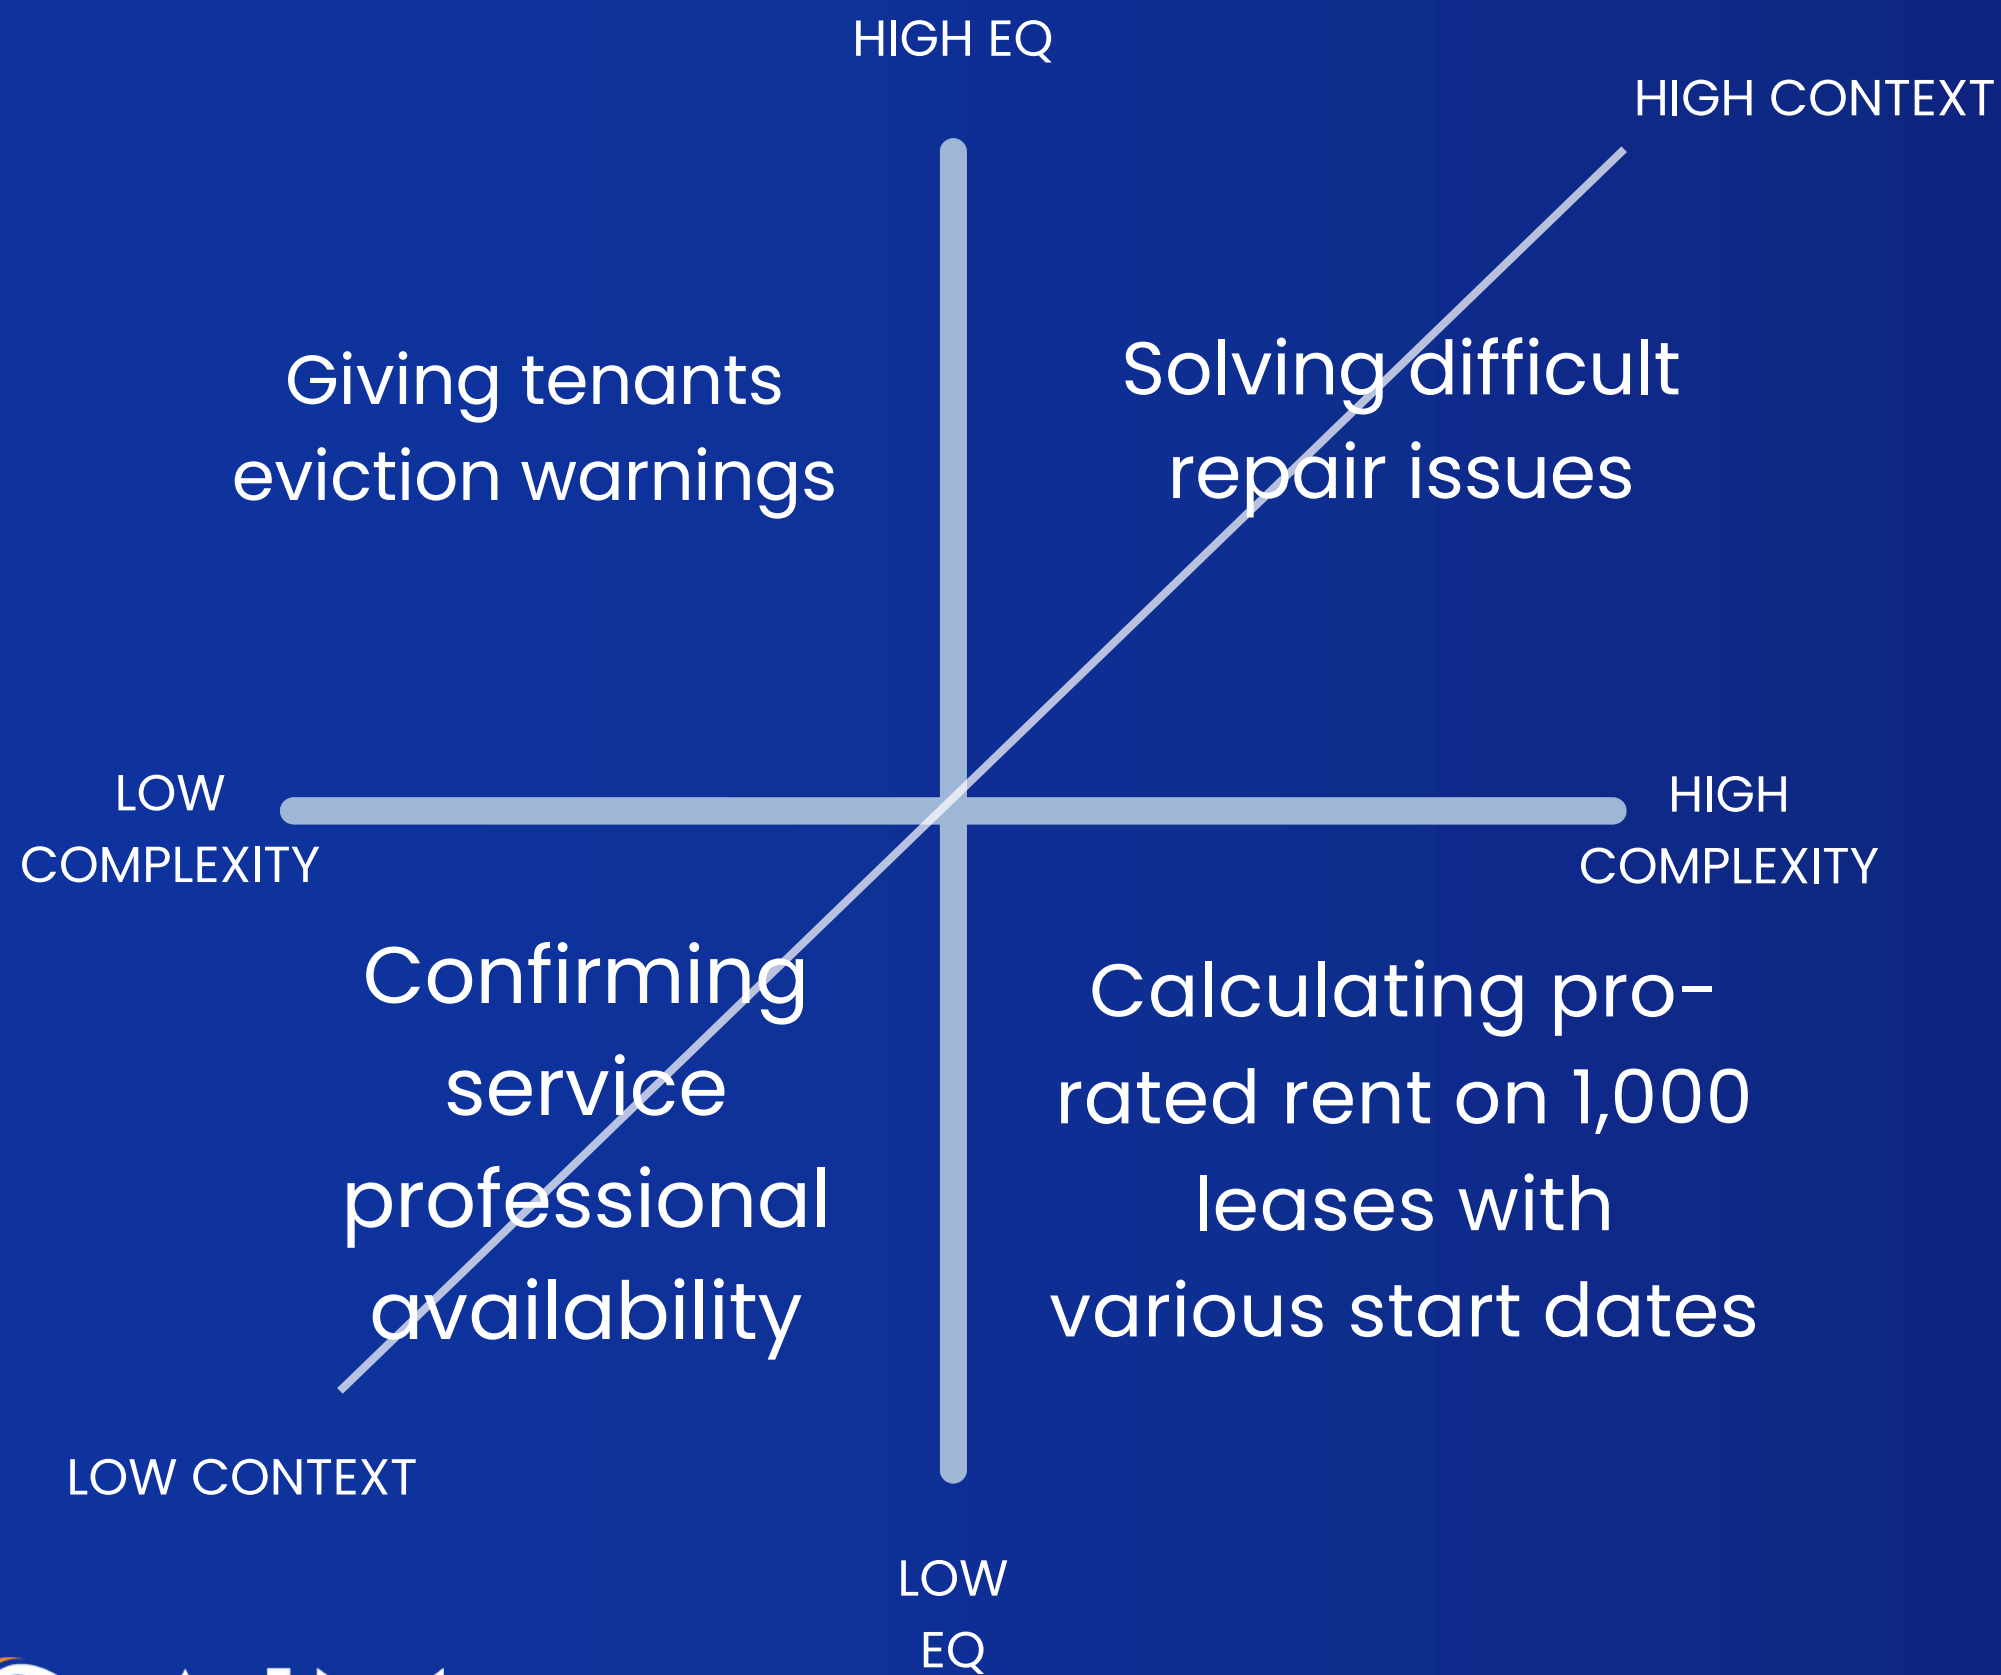 HIGH EQ
HIGH CONTEXT
Giving tenants
eviction warnings
Solving difficult
repair issues
LOW
COMPLEXITY
HIGH
COMPLEXITY
Confirming
service
professional
availability
Calculating pro-
rated rent on 1,000
leases with
various start dates
LOW CONTEXT
LOW
EQ